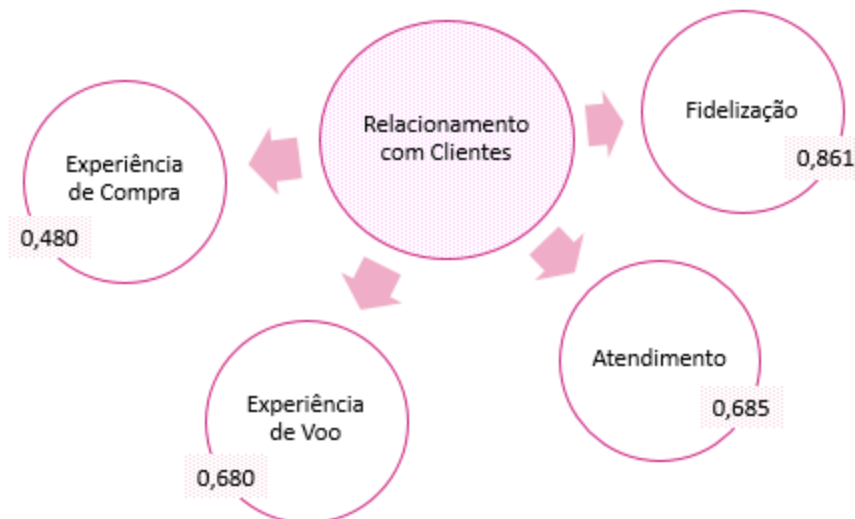 Relacionamento
com Clientes
Fidelização
0,861
Experiência
de Compra
0,480
Atendimento
0,685
Experiência
de Voo
0,680